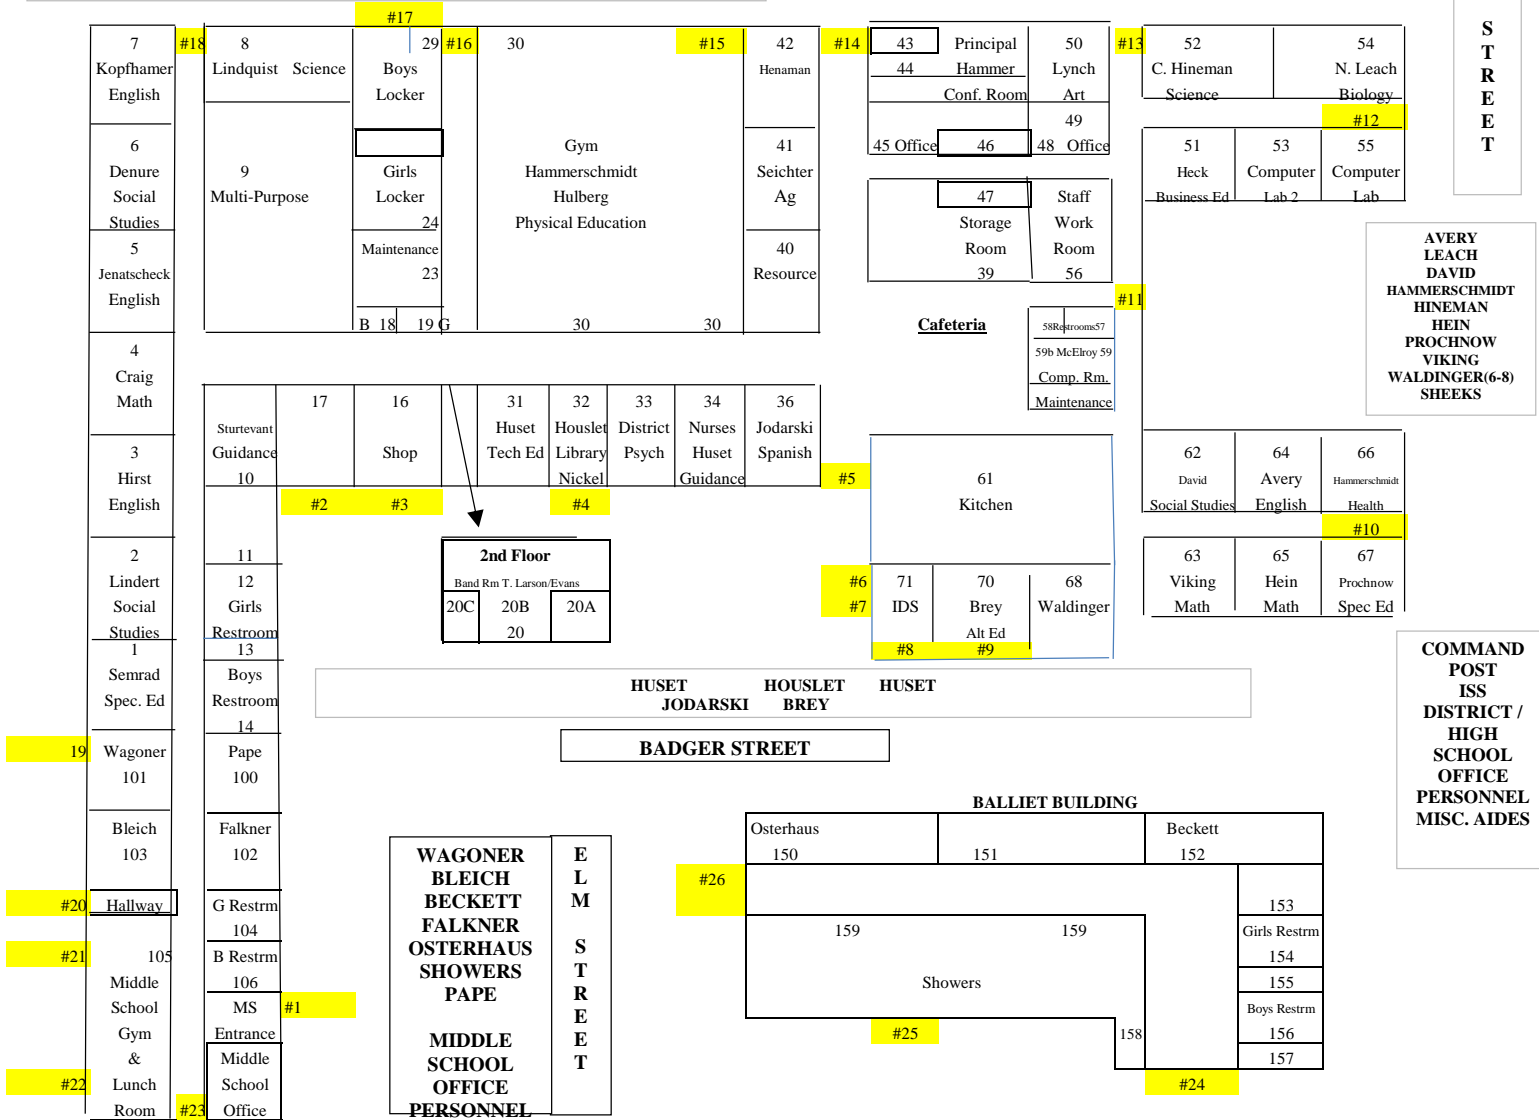 #17
7
#18
8
29
#16
30
#15
42
#14
43
Principal
50
#13
52
54
Kopfhamer
Lindquist Science
Boys
Henaman
44
Hammer
Lynch
C. Hineman
N. Leach
English
Locker
Conf. Room
Art
Science
Biology
49
#12
6
Gym
41
45 Office
46
48 Office
51
53
55
Denure
9
Girls
Hammerschmidt
Seichter
Heck
Computer
Computer
Social
Multi-Purpose
Locker
Hulberg
Ag
47
Staff
Business Ed
Lab 2
Lab
Studies
24
Physical Education
Storage
Work
5
Maintenance
40
Room
Room
Jenatscheck
23
Resource
39
56
English
#11
B 18
19 G
30
30
Cafeteria
58Restrooms57
4
59b McElroy 59
Craig
Comp. Rm.
Math
17
16
31
32
33
34
36
Maintenance
Sturtevant
Huset
Houslet
District
Nurses
Jodarski
3
Guidance
Shop
Tech Ed
Library
Psych
Huset
Spanish
62
64
66
Hirst
10
Nickel
Guidance
#5
61
David
Avery
Hammerschmidt
English
#2
#3
#4
Kitchen
Social Studies
English
Health
#10
2
11
2nd Floor
63
65
67
Lindert
12
Band Rm T. Larson/Evans
#6
71
70
68
Viking
Hein
Prochnow
Social
Girls
20C
20B
20A
#7
IDS
Brey
Waldinger
Math
Math
Spec Ed
Studies
Restroom
20
Alt Ed
1
13
#8
#9
Semrad
Boys
Spec. Ed
Restroom
14
HUSET HOUSLET HUSET
JODARSKI BREY
19
Wagoner
Pape
BADGER STREET
101
100
Bleich
Falkner
103
102
#20
Hallway
G Restrm
104
#21
105
B Restrm
Middle
106
School
MS
#1
Gym
Entrance
&
Middle
#22
Lunch
School
Room
#23
Office
WAGONER
BLEICH
BECKETT
FALKNER
OSTERHAUS
SHOWERS
PAPE
MIDDLE
SCHOOL
OFFICE
PERSONNEL
E
L
M
S
T
R
E
E
T
BALLIET BUILDING
Osterhaus
Beckett
150
151
152
#26
153
159
159
Girls Restrm
154
Showers
155
Boys Restrm
#25
158
156
157
#24
S
T
R
E
E
T
AVERY
LEACH
DAVID
HAMMERSCHMIDT
HINEMAN
HEIN
PROCHNOW
VIKING
WALDINGER(6-8)
SHEEKS
COMMAND
POST
ISS
DISTRICT /
HIGH
SCHOOL
OFFICE
PERSONNEL
MISC. AIDES